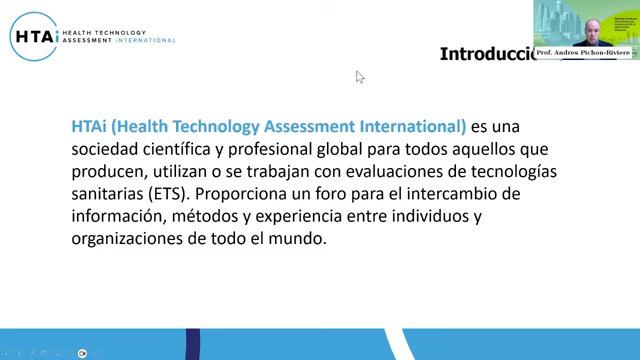 HTAi
HEALTH TECHNOLOGY
ASSESSMENT INTERNATIONAL
Introducci
Prof. Andres Pichon-Riviere
HTAi (Health Technology Assessment International) es una
sociedad científica y profesional global para todos aquellos que
producen, utilizan o se trabajan con evaluaciones de tecnologías
sanitarias (ETS). Proporciona un foro para el intercambio de
información, métodos y experiencia entre individuos y
organizaciones de todo el mundo.